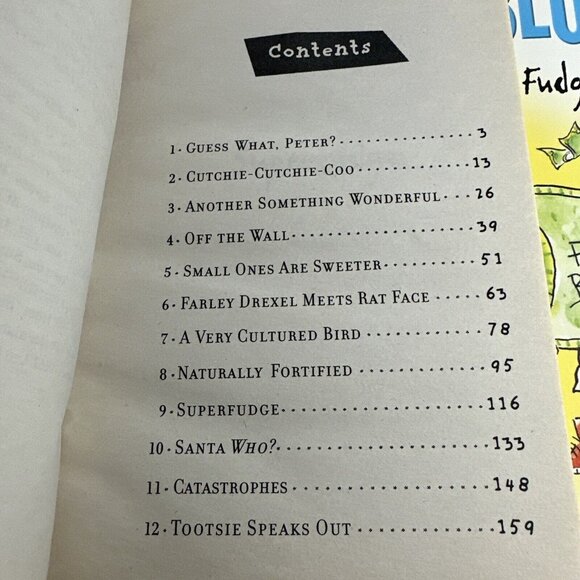 Contents
1 · GUESS WHAT, PETER? ··············· 3
2 · CUTCHIE-CUTCHIE-COO ············· 13
3 · ANOTHER SOMETHING WONDERFUL ··· 26
4 · OFF THE WALL ····················· 39
5 · SMALL ONES ARE SWEETER ·········· 51
6 · FARLEY DREXEL MEETS RAT FACE ····· 63
7 · A VERY CULTURED BIRD ············ 78
8 · NATURALLY FORTIFIED ·············· 95
9 · SUPERFUDGE ······················ 116
10 · SANTA WHO? ····················· 133
11 · CATASTROPHES ··················· 148
12 · TOOTSIE SPEAKS OUT ············· 159